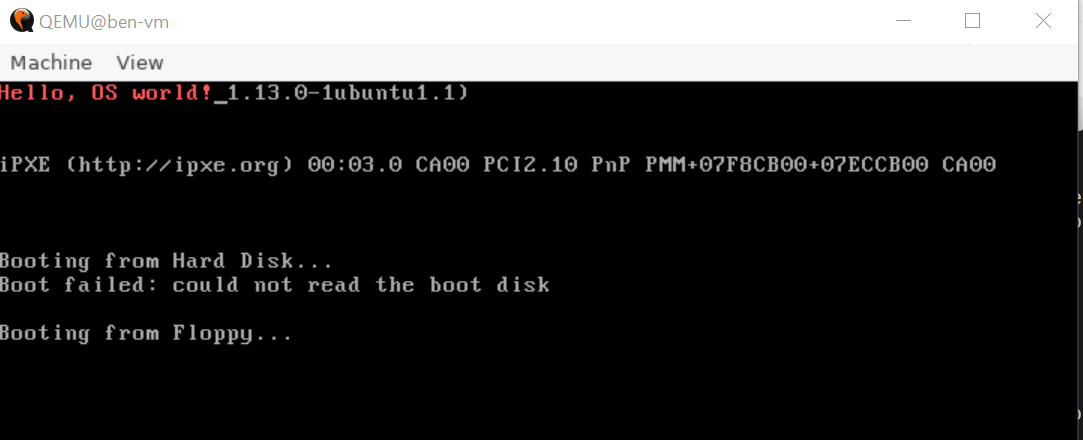 QEMU@ben-vm
Machine View
Hello, OS world!_1.13.0-1ubuntu1.1)
iPXE (http://ipxe.org) 00:03.0 CA00 PCI2.10 PnP PMM+07F8CB00+07ECCB00 CA00
Booting from Hard Disk...
Boot failed: could not read the boot disk
Booting from Floppy...